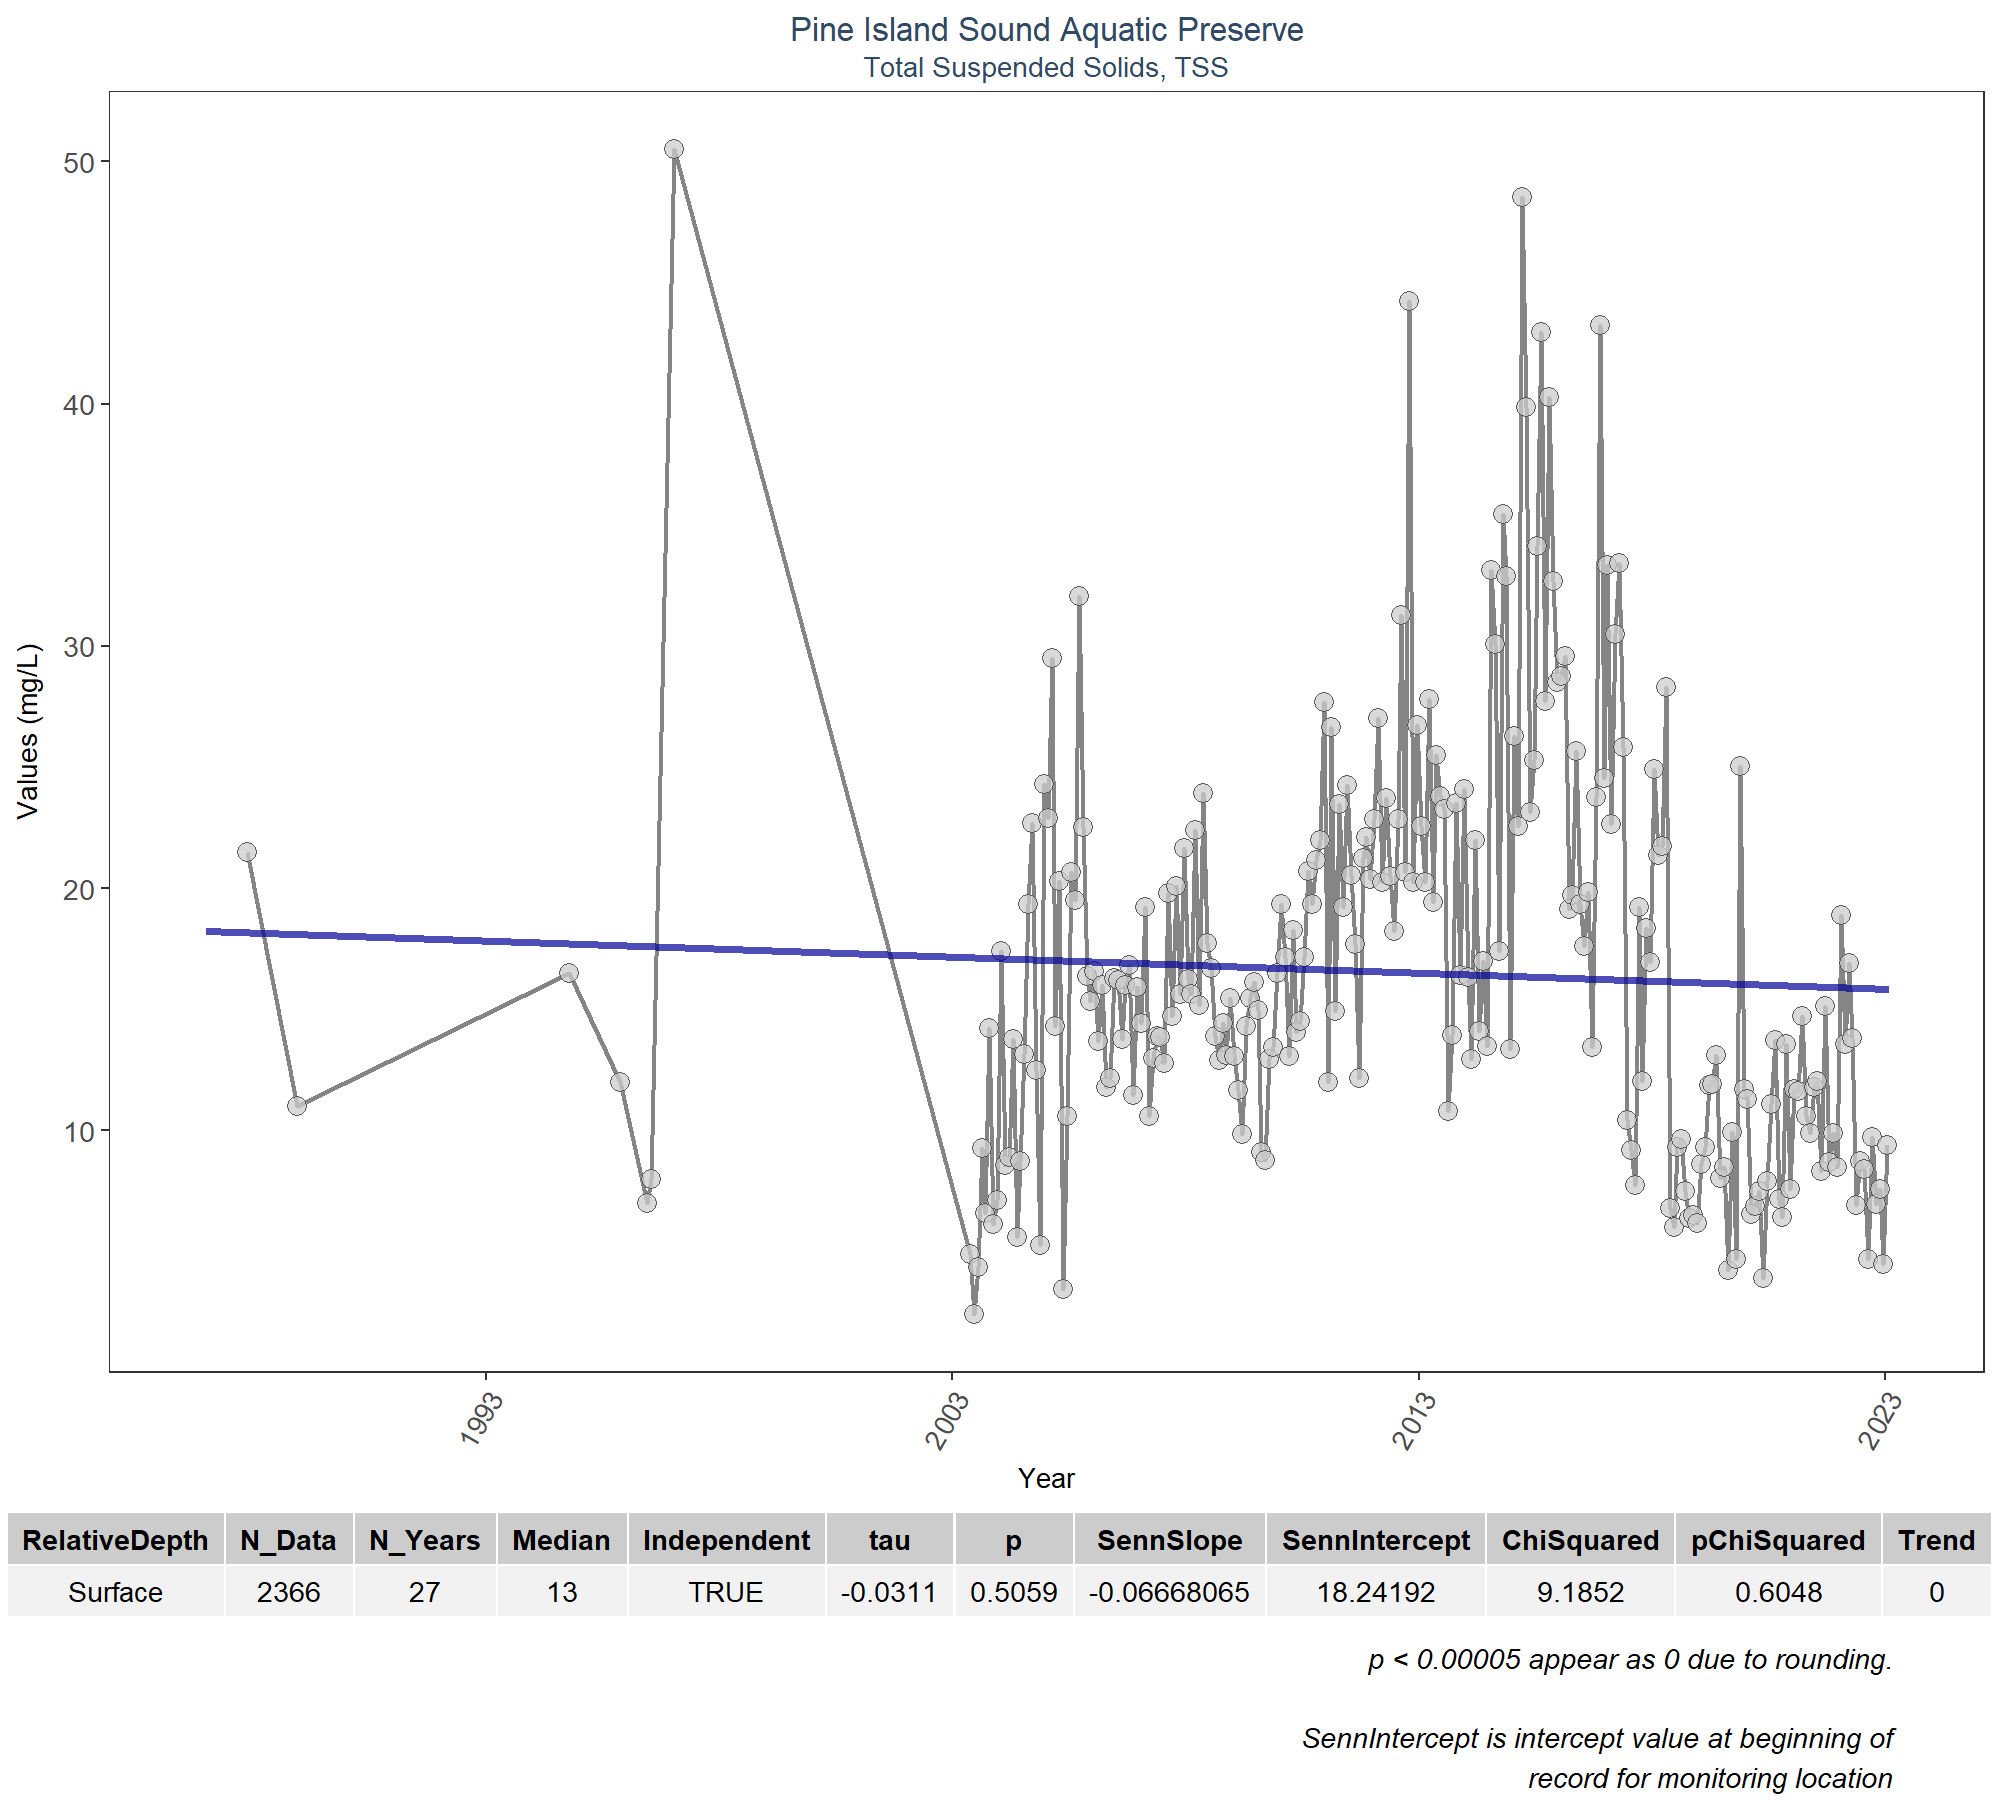 Pine Island Sound Aquatic Preserve
Total Suspended Solids, TSS
Values (mg/L)
50
40
30
20
10
1993
2003
2013
2023
Year
RelativeDepth N_Data N_Years Median Independent tau p SennSlope SennIntercept ChiSquared pChiSquared Trend
Surface 2366 27 13 TRUE -0.0311 0.5059 -0.06668065 18.24192 9.1852 0.6048 0
p < 0.00005 appear as 0 due to rounding.
SennIntercept is intercept value at beginning of
record for monitoring location